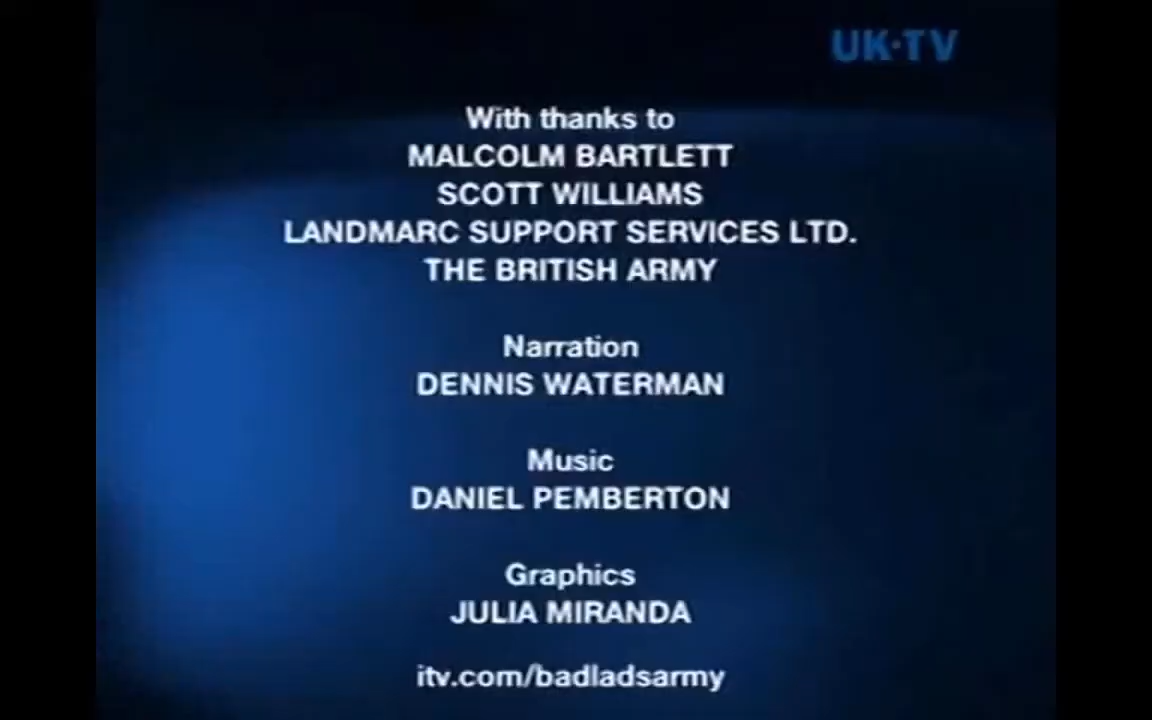 UK·TV
With thanks to
MALCOLM BARTLETT
SCOTT WILLIAMS
LANDMARC SUPPORT SERVICES LTD.
THE BRITISH ARMY
Narration
DENNIS WATERMAN
Music
DANIEL PEMBERTON
Graphics
JULIA MIRANDA
itv.com/badladsarmy